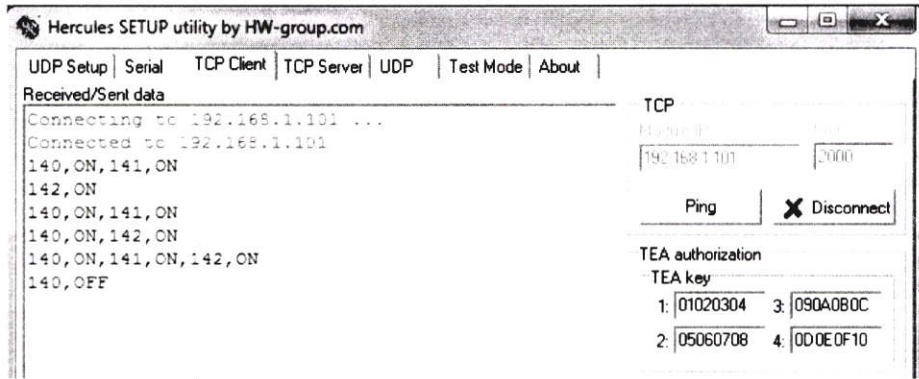 Hercules SETUP utility by HW-group.com
UDP Setup Serial TCP Client TCP Server UDP Test Mode About
Received/Sent data
Connecting to 192.168.1.101 ...
Connected to 192.168.1.101
140,ON,141,ON
142,ON
140,ON,141,ON
140,ON,142,ON
140,ON,141,ON,142,ON
140,OFF
TCP
Module IP Port
192.168.1.101 2000
Ping Disconnect
TEA authorization
TEA key
1: 01020304 3: 090A0B0C
2: 05060708 4: 0D0E0F10